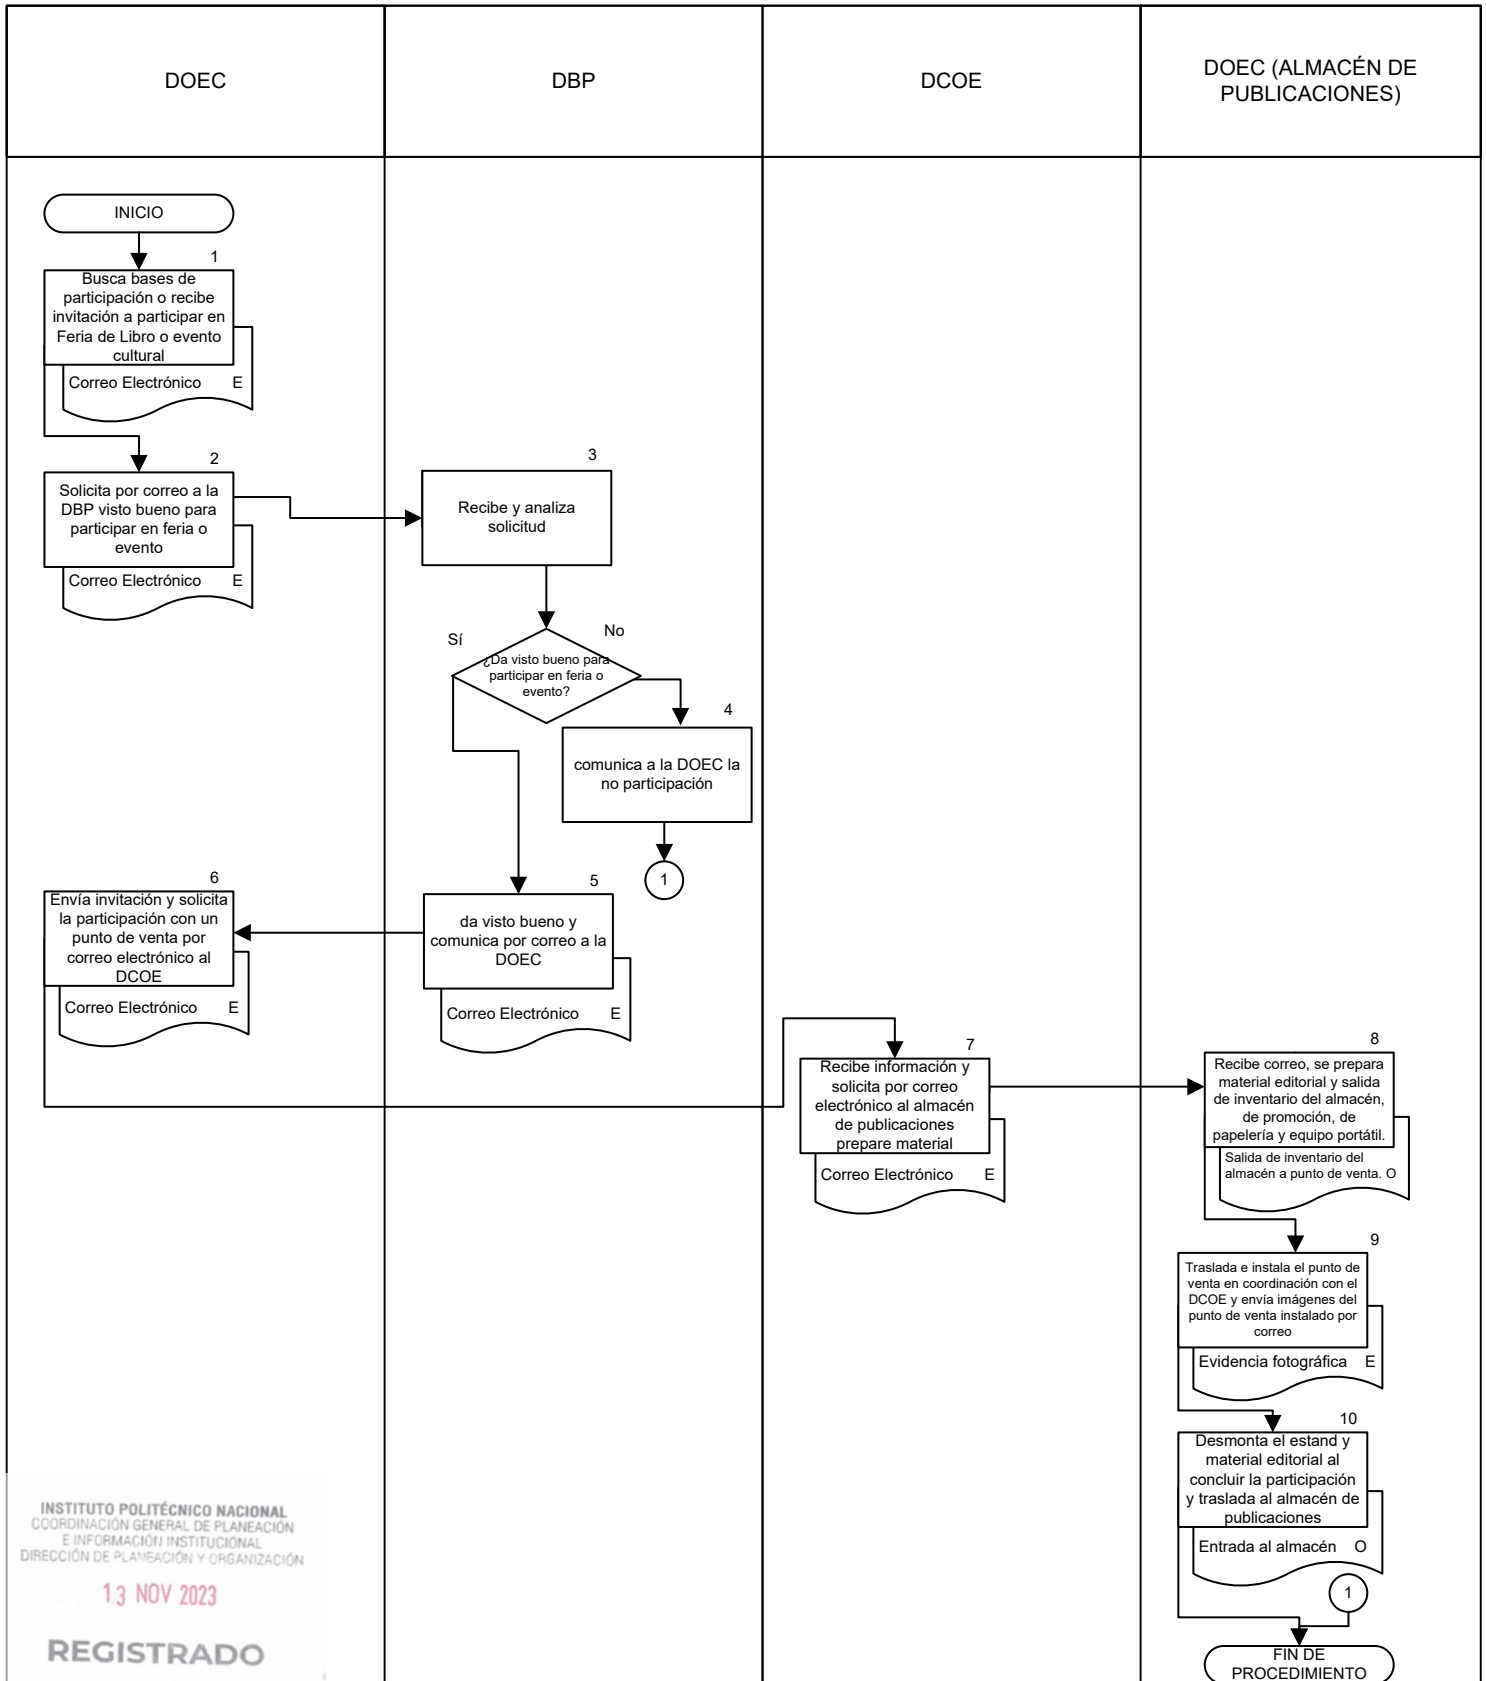 DOEC
DBP
DCOE
DOEC (ALMACÉN DE
PUBLICACIONES)
INICIO
1
Busca bases de
participación o recibe
invitación a participar en
Feria de Libro o evento
cultural
Correo Electrónico E
2
Solicita por correo a la
DBP visto bueno para
participar en feria o
evento
Correo Electrónico E
3
Recibe y analiza
solicitud
Sí
No
¿Da visto bueno para
participar en feria o
evento?
4
comunica a la DOEC la
no participación
1
5
da visto bueno y
comunica por correo a la
DOEC
Correo Electrónico E
6
Envía invitación y solicita
la participación con un
punto de venta por
correo electrónico al
DCOE
Correo Electrónico E
7
Recibe información y
solicita por correo
electrónico al almacén
de publicaciones
prepare material
Correo Electrónico E
8
Recibe correo, se prepara
material editorial y salida
de inventario del almacén,
de promoción, de
papelería y equipo portátil.
Salida de inventario del
almacén a punto de venta. O
9
Traslada e instala el punto de
venta en coordinación con el
DCOE y envía imágenes del
punto de venta instalado por
correo
Evidencia fotográfica E
10
Desmonta el estand y
material editorial al
concluir la participación
y traslada al almacén de
publicaciones
Entrada al almacén O
1
FIN DE
PROCEDIMIENTO
INSTITUTO POLITÉCNICO NACIONAL
COORDINACIÓN GENERAL DE PLANEACIÓN
E INFORMACIÓN INSTITUCIONAL
DIRECCIÓN DE PLANEACIÓN Y ORGANIZACIÓN
13 NOV 2023
REGISTRADO